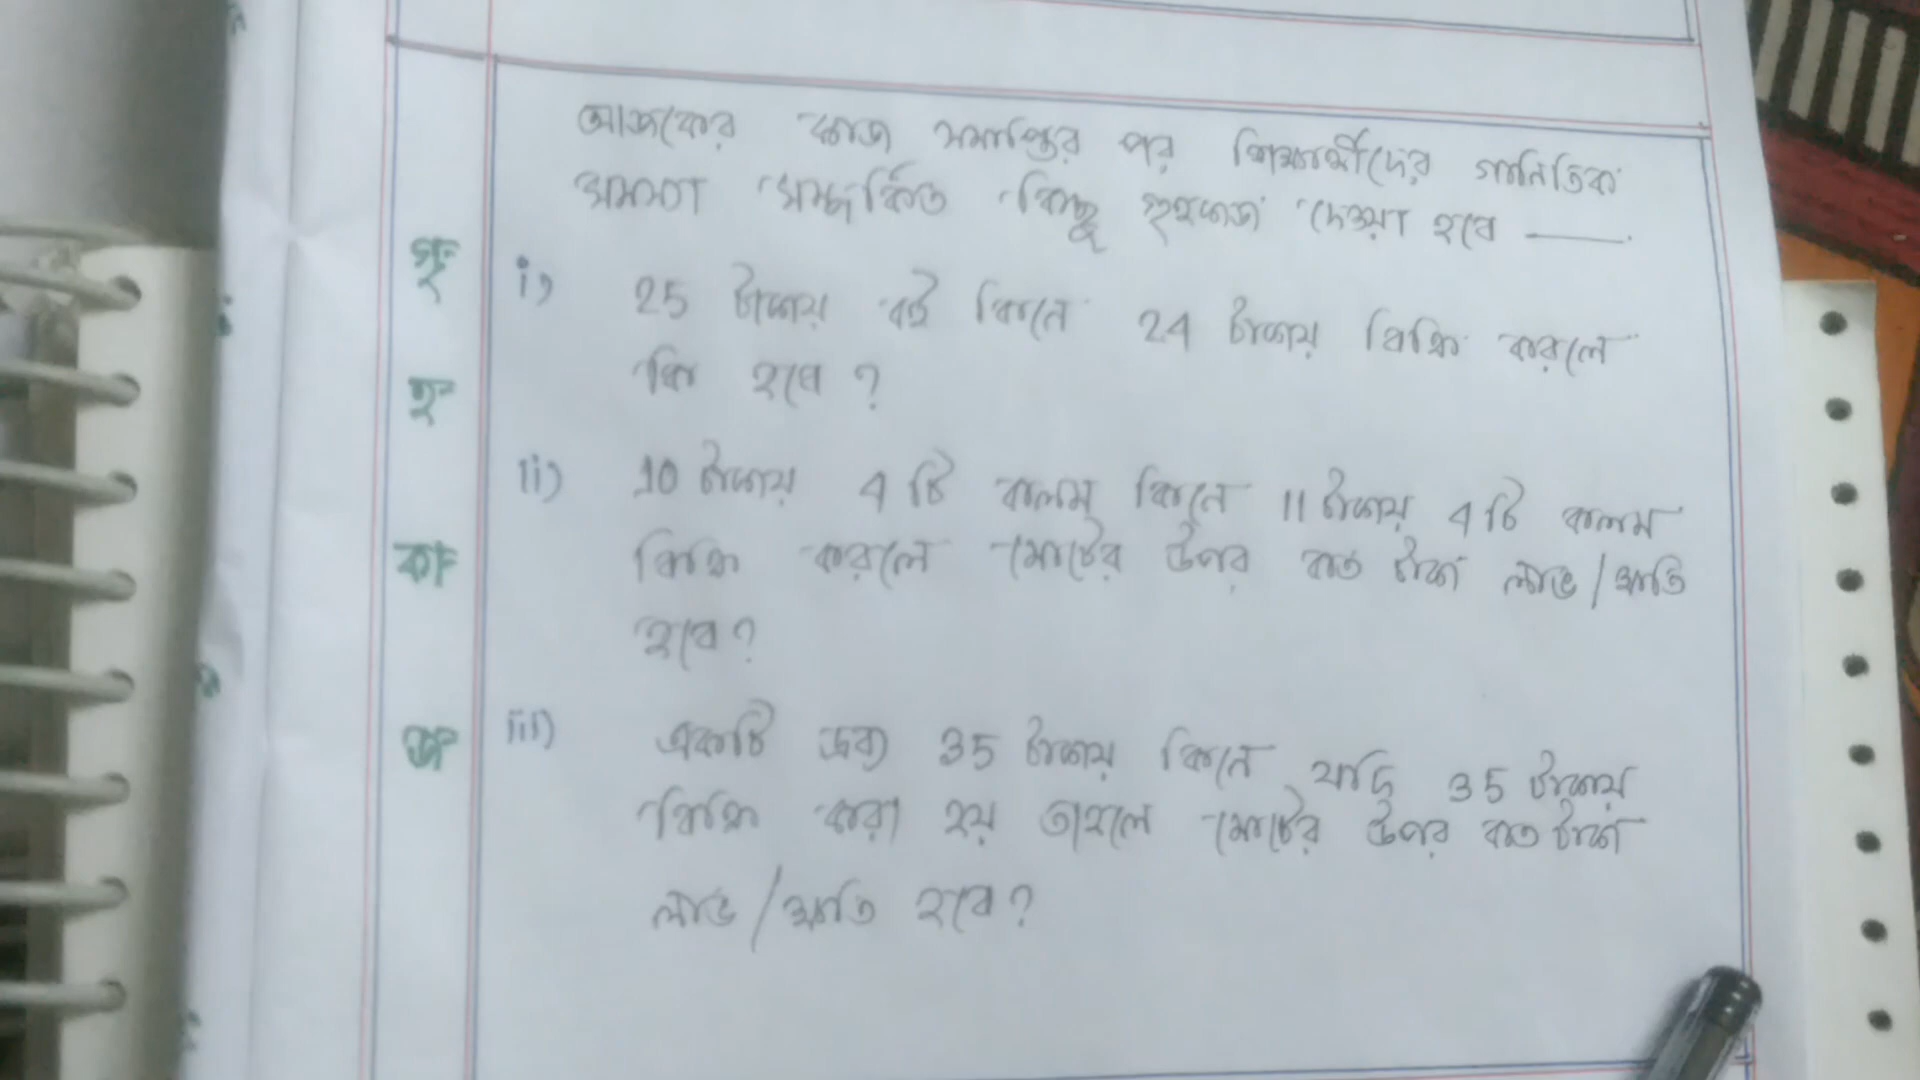 আজকের কাজ সমাপ্তির পর শিক্ষার্থীদের গানিতিক
সমস্যা সম্পর্কিত কিছু গৃহকাজ দেওয়া হবে —
গৃ
হ
কা
জ
i) 25 টাকায় বই কিনে 24 টাকায় বিক্রি করলে
কি হবে ?
ii) 10 টাকায় 4 টি কলম কিনে 11 টাকায় 4 টি কলম
বিক্রি করলে মোটের উপর কত টাকা লাভ / ক্ষতি
হবে ?
iii) একটি দ্রব্য 35 টাকায় কিনে যদি 35 টাকায়
বিক্রি করা হয় তাহলে মোটের উপর কত টাকা
লাভ / ক্ষতি হবে ?